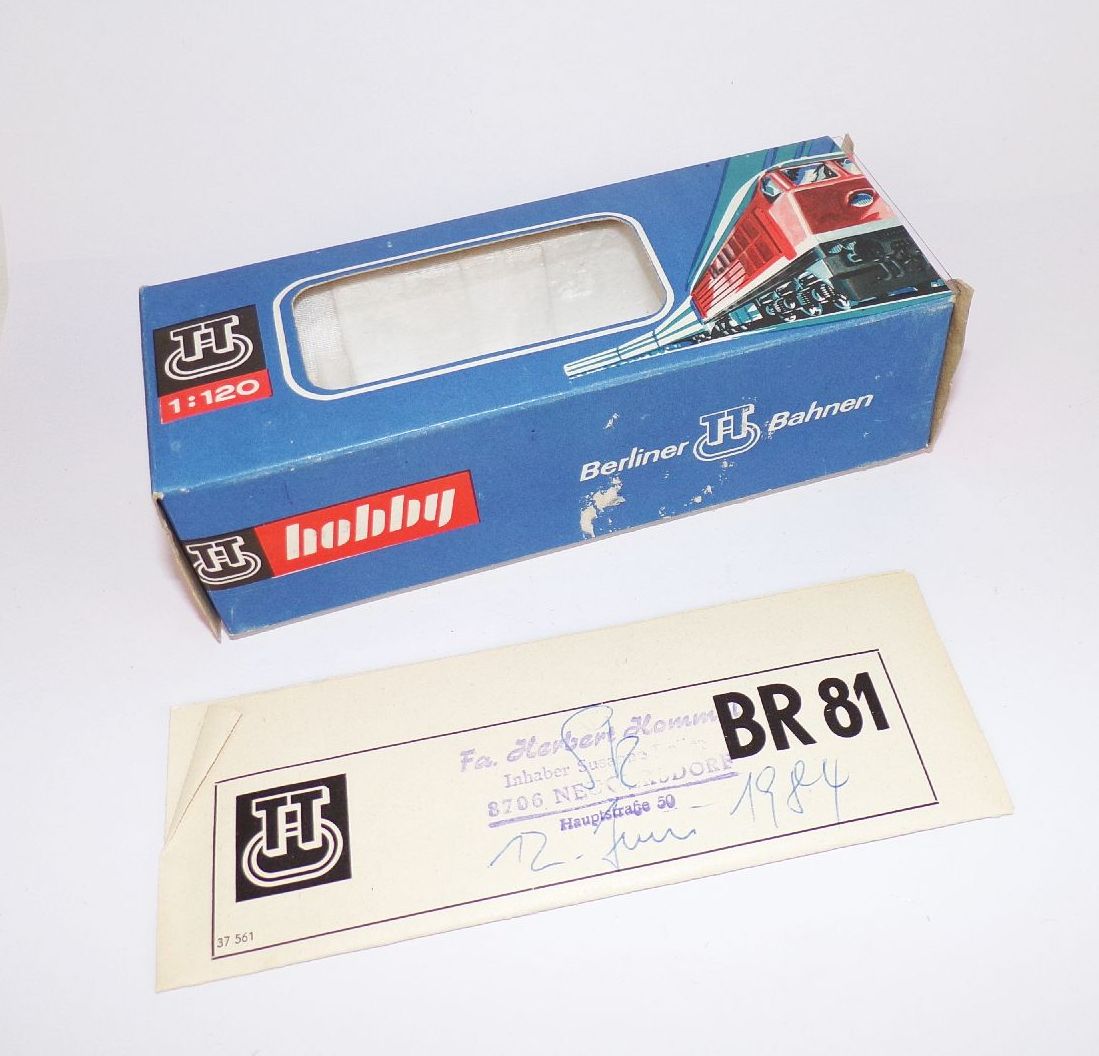 TT
1:120
Berliner TT Bahnen
TT hobby
BR 81
Fa. Herbert
Inhaber
8706
Hauptstraße 50
12. Juni - 1984
TT
37 561